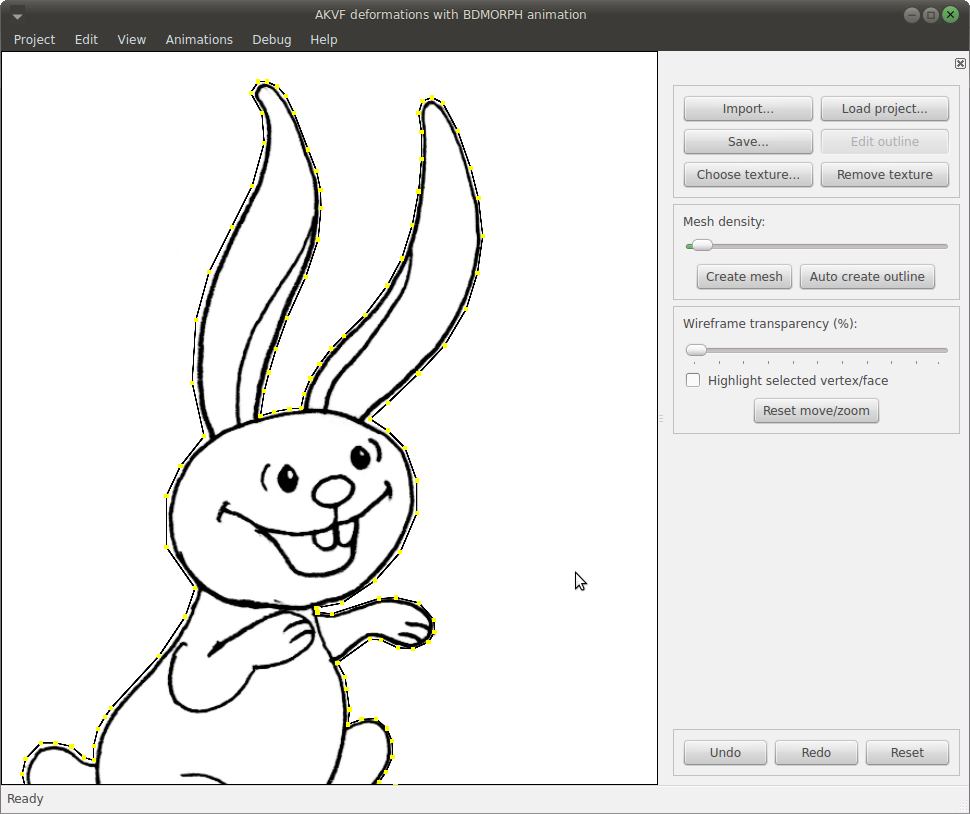 AKVF deformations with BDMORPH animation
Project Edit View Animations Debug Help
Import... Load project...
Save... Edit outline
Choose texture... Remove texture
Mesh density:
Create mesh Auto create outline
Wireframe transparency (%):
Highlight selected vertex/face
Reset move/zoom
Undo Redo Reset
Ready